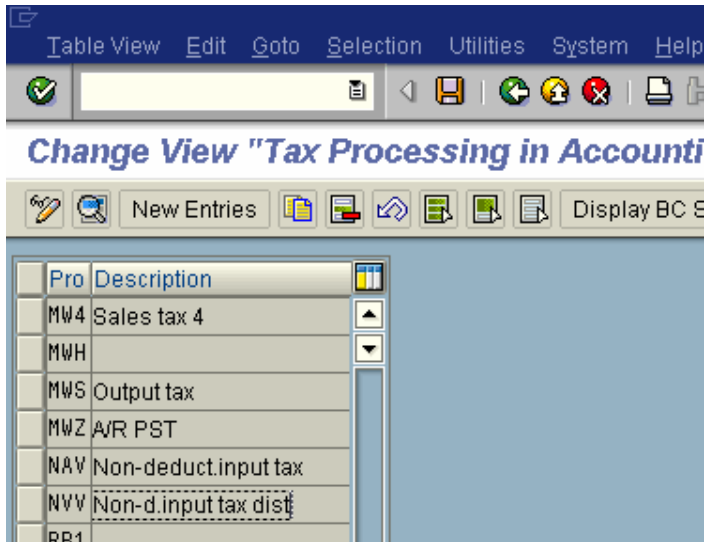 Table View Edit Goto Selection Utilities System Help
Change View "Tax Processing in Accounti
New Entries Display BC S
Pro Description
MW4 Sales tax 4
MWH
MWS Output tax
MWZ A/R PST
NAV Non-deduct.input tax
NVV Non-d.input tax dist
RB1